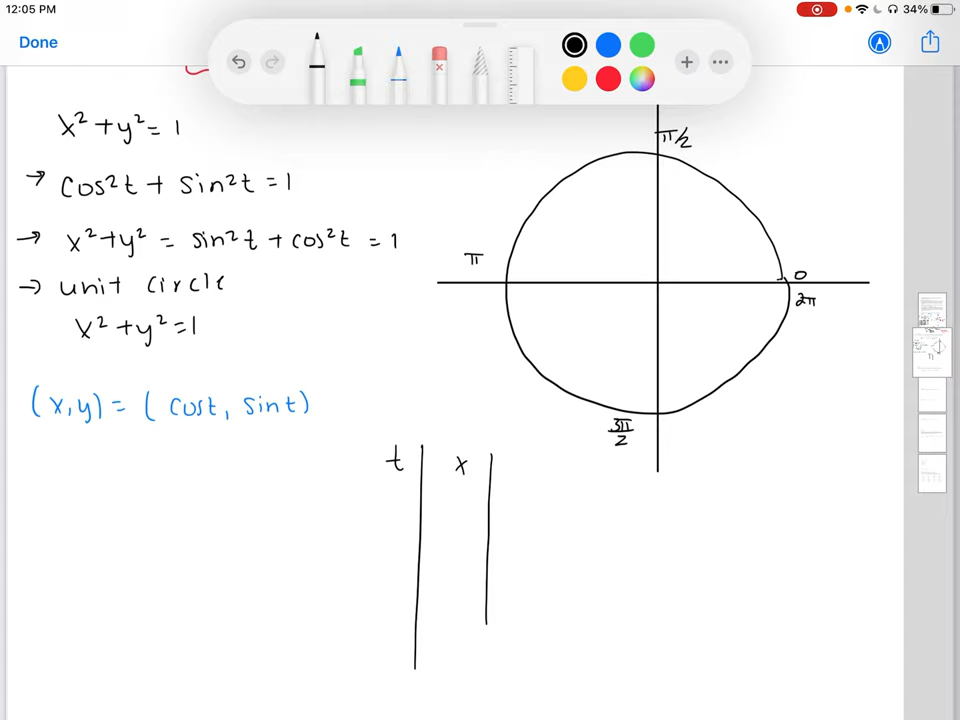 12:05 PM
34%
Done
x² + y² = 1
→ cos²t + sin²t = 1
→ x² + y² = sin²t + cos²t = 1
→ unit circle
x² + y² = 1
(x,y) = ( cost, sint)
π/2
π
0
2π
3π/2
t x